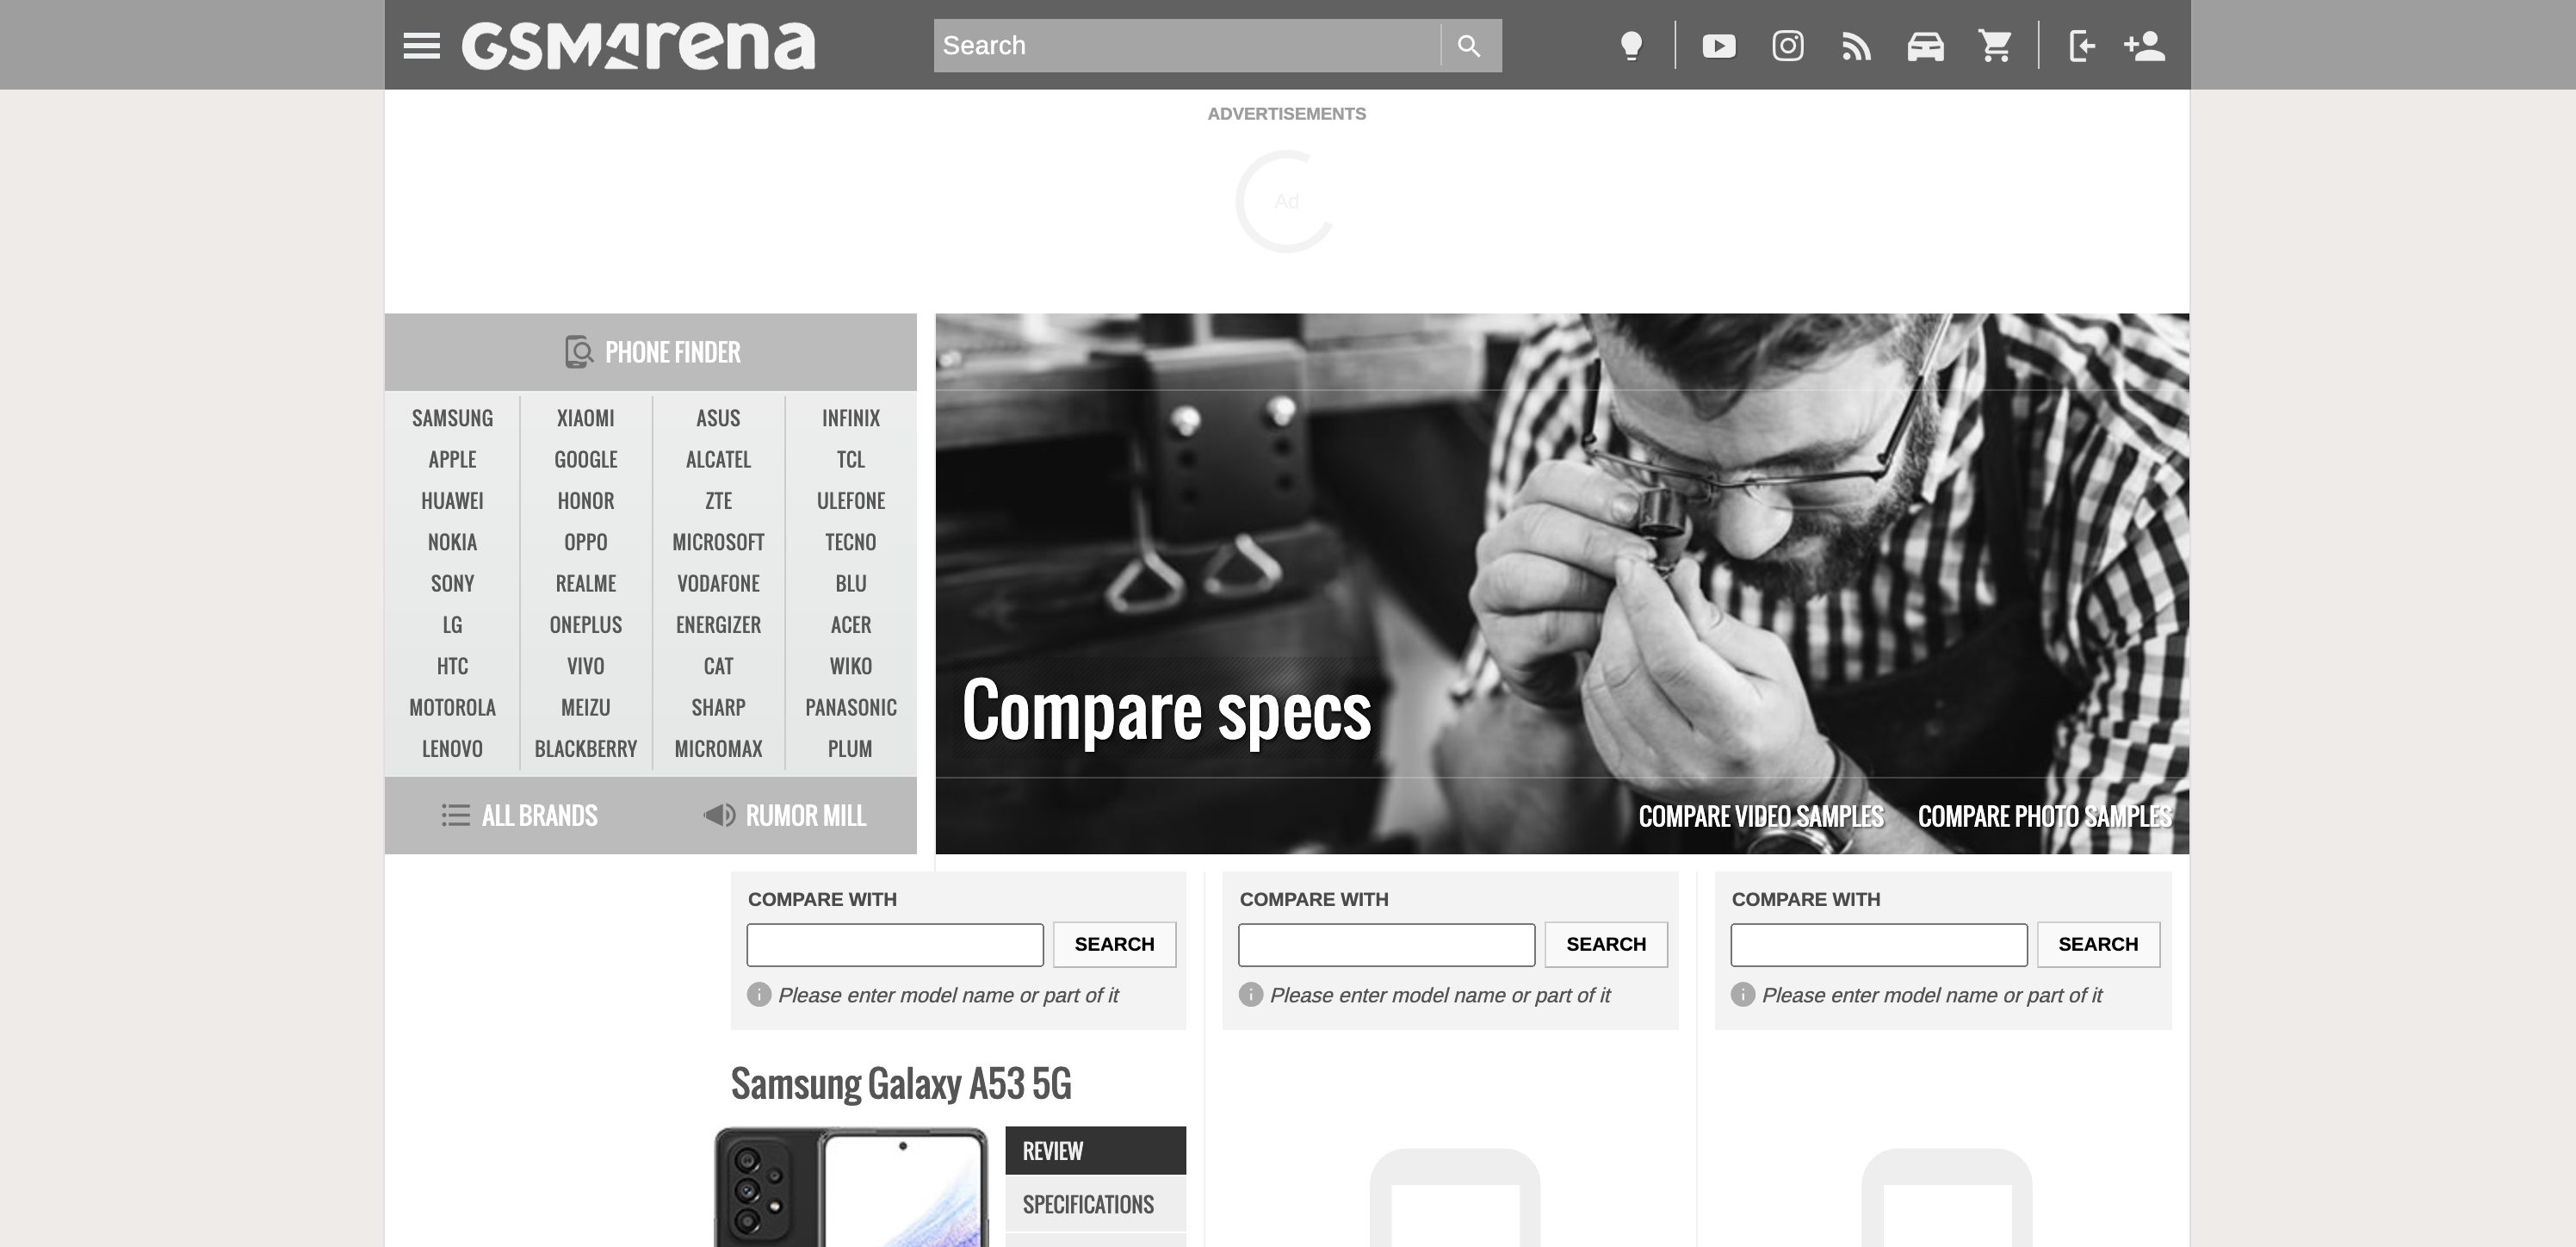 GSMArena
Search
ADVERTISEMENTS
Ad
PHONE FINDER
SAMSUNG XIAOMI ASUS INFINIX
APPLE GOOGLE ALCATEL TCL
HUAWEI HONOR ZTE ULEFONE
NOKIA OPPO MICROSOFT TECNO
SONY REALME VODAFONE BLU
LG ONEPLUS ENERGIZER ACER
HTC VIVO CAT WIKO
MOTOROLA MEIZU SHARP PANASONIC
LENOVO BLACKBERRY MICROMAX PLUM
ALL BRANDS RUMOR MILL
Compare specs
COMPARE VIDEO SAMPLES COMPARE PHOTO SAMPLES
COMPARE WITH COMPARE WITH COMPARE WITH
SEARCH SEARCH SEARCH
Please enter model name or part of it Please enter model name or part of it Please enter model name or part of it
Samsung Galaxy A53 5G
REVIEW
SPECIFICATIONS